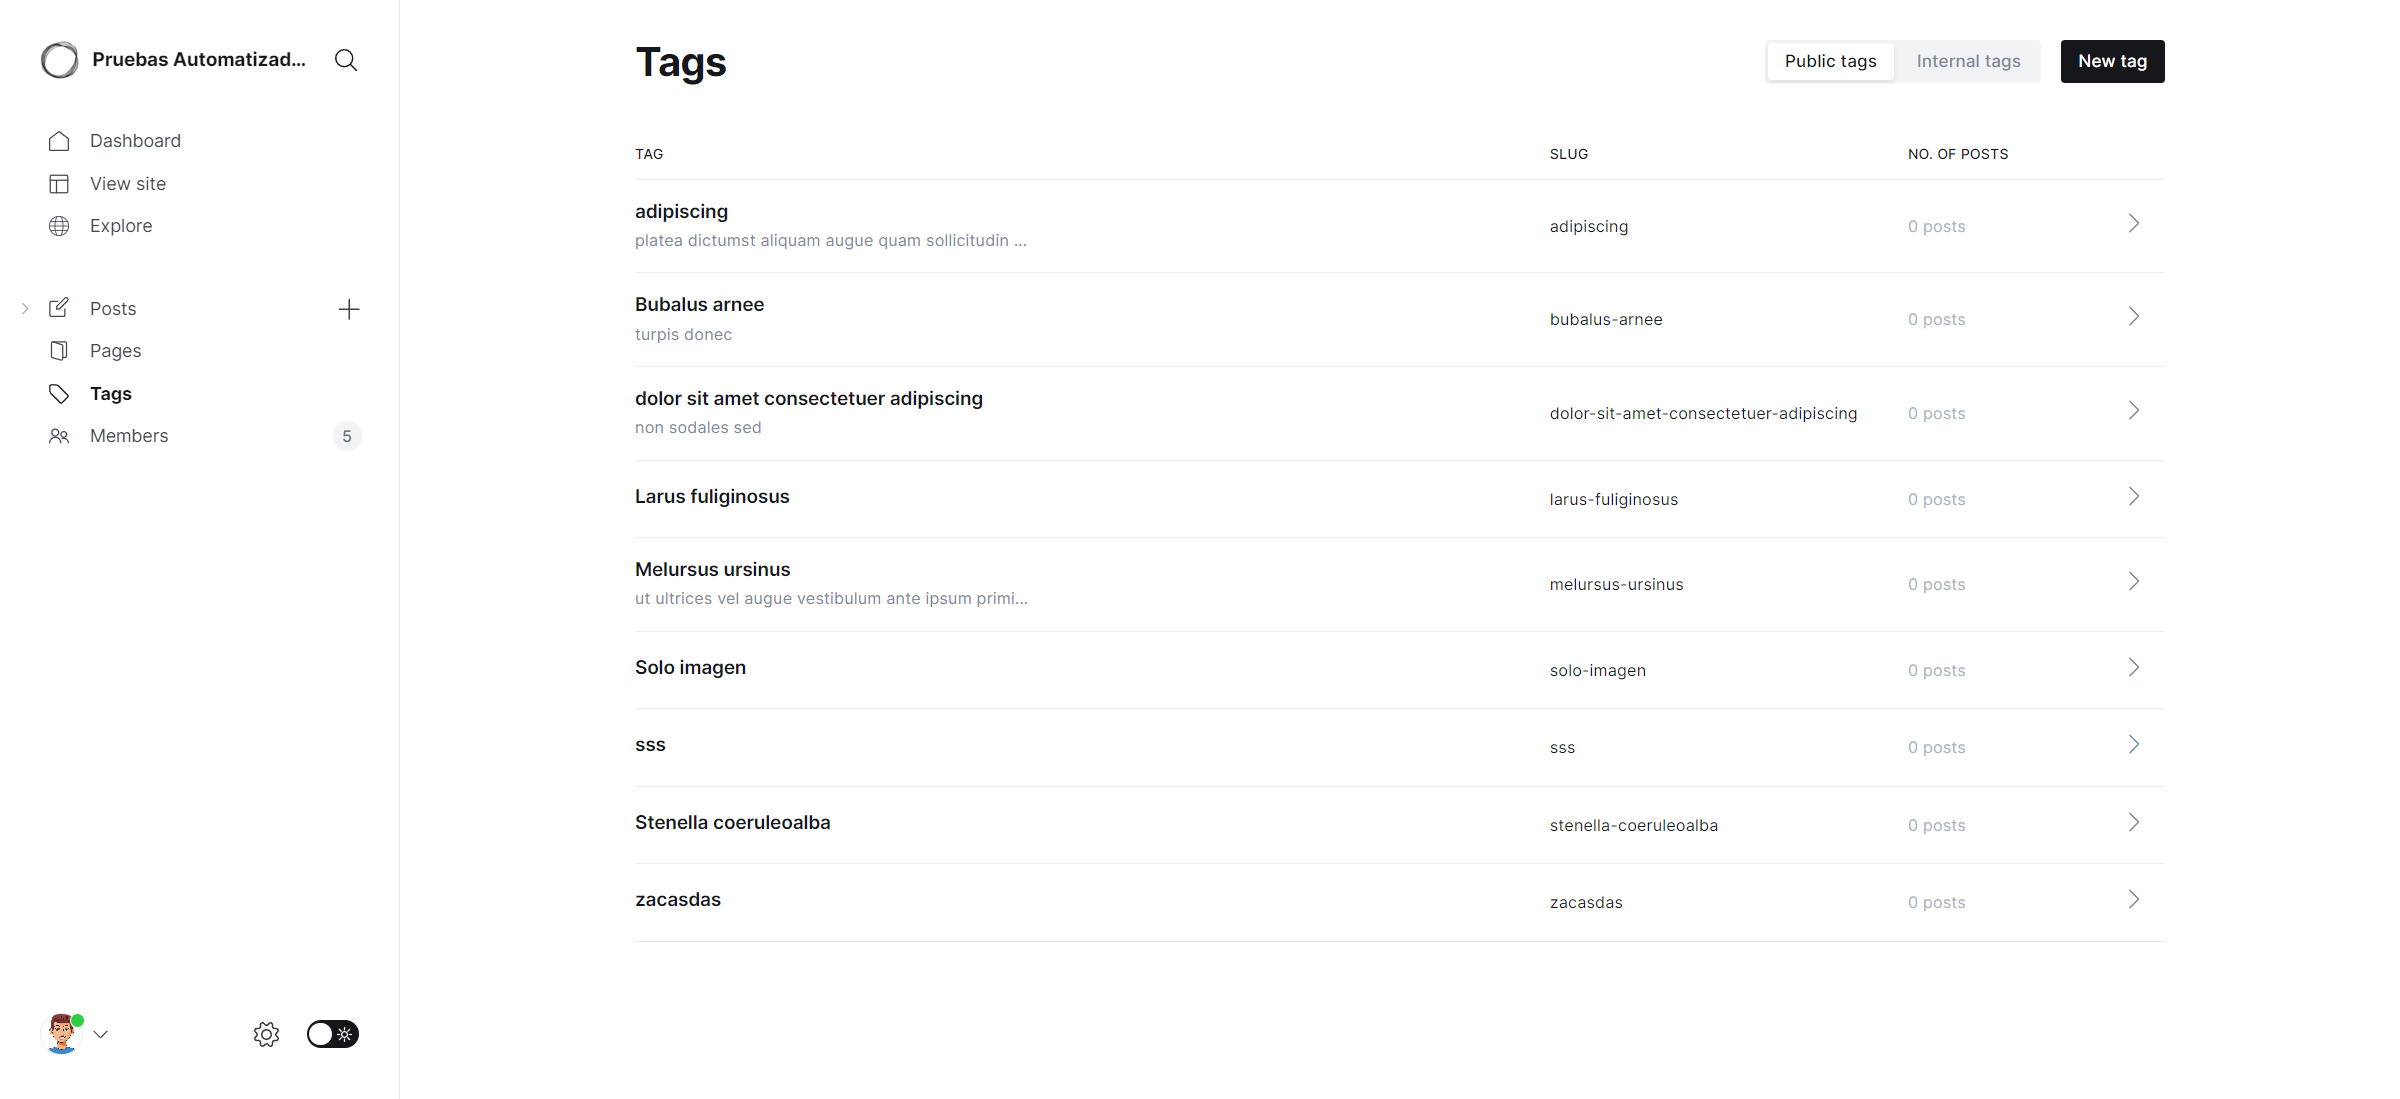 Pruebas Automatizad...
Dashboard
View site
Explore
Posts
Pages
Tags
Members 5
Tags
Public tags Internal tags New tag
TAG SLUG NO. OF POSTS
adipiscing
platea dictumst aliquam augue quam sollicitudin ...
adipiscing 0 posts
Bubalus arnee
turpis donec
bubalus-arnee 0 posts
dolor sit amet consectetuer adipiscing
non sodales sed
dolor-sit-amet-consectetuer-adipiscing 0 posts
Larus fuliginosus larus-fuliginosus 0 posts
Melursus ursinus
ut ultrices vel augue vestibulum ante ipsum primi...
melursus-ursinus 0 posts
Solo imagen solo-imagen 0 posts
sss sss 0 posts
Stenella coeruleoalba stenella-coeruleoalba 0 posts
zacasdas zacasdas 0 posts